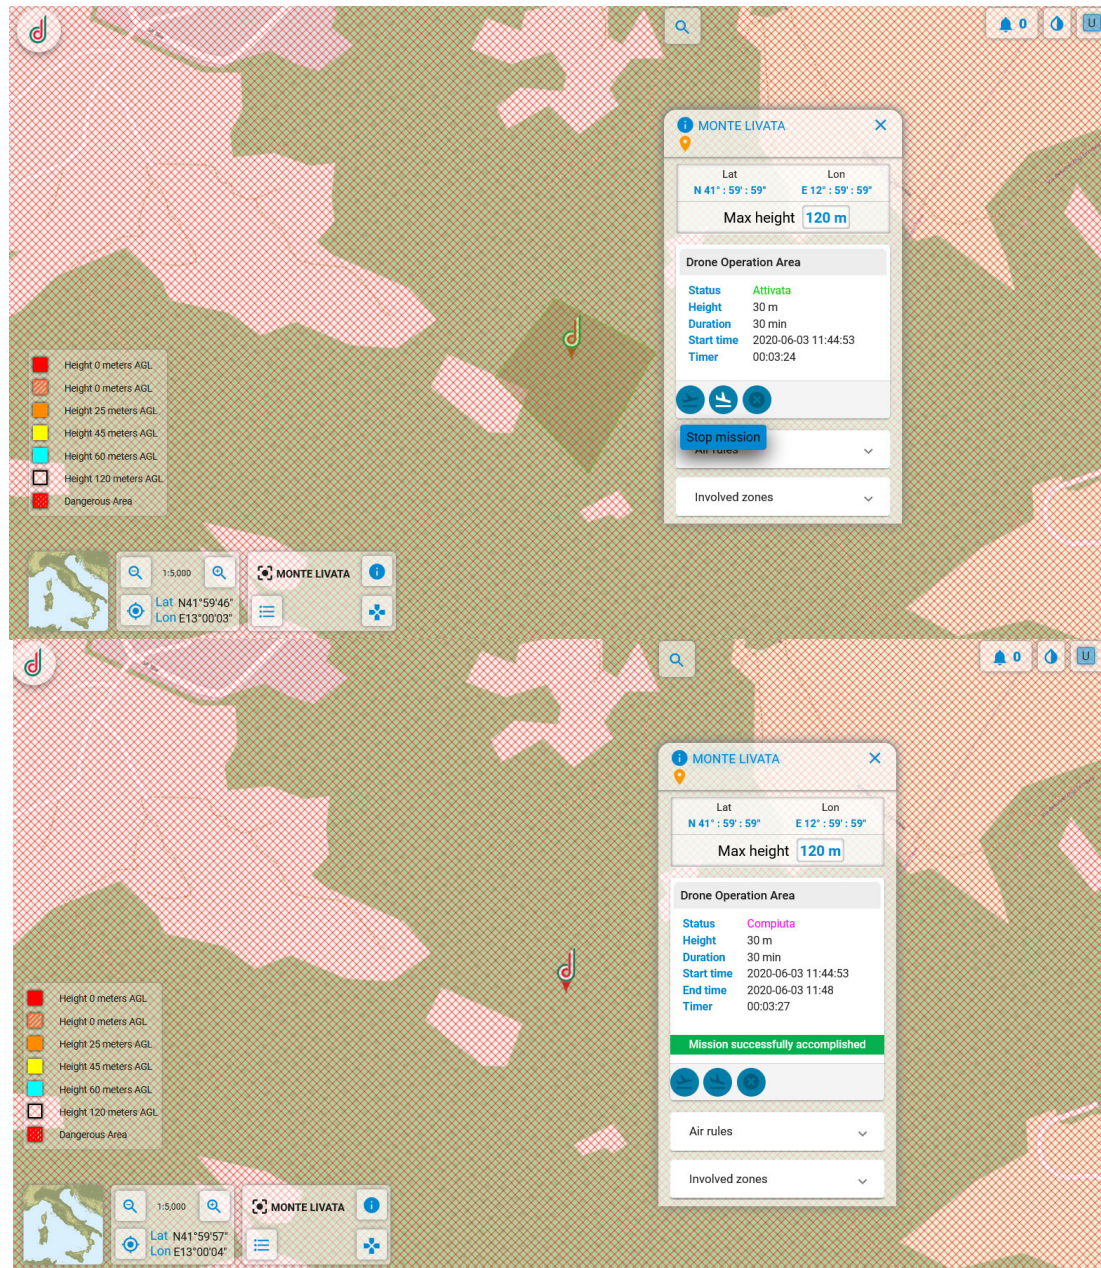 0
U
MONTE LIVATA
Lat Lon
N 41° : 59' : 59" E 12° : 59' : 59"
Max height 120 m
Drone Operation Area
Status Attivata
Height 30 m
Duration 30 min
Start time 2020-06-03 11:44:53
Timer 00:03:24
Stop mission
Air rules
Involved zones
Height 0 meters AGL
Height 0 meters AGL
Height 25 meters AGL
Height 45 meters AGL
Height 60 meters AGL
Height 120 meters AGL
Dangerous Area
1:5,000
MONTE LIVATA
Lat N41°59'46"
Lon E13°00'03"
0
U
MONTE LIVATA
Lat Lon
N 41° : 59' : 59" E 12° : 59' : 59"
Max height 120 m
Drone Operation Area
Status Compiuta
Height 30 m
Duration 30 min
Start time 2020-06-03 11:44:53
End time 2020-06-03 11:48
Timer 00:03:27
Mission successfully accomplished
Air rules
Involved zones
Height 0 meters AGL
Height 0 meters AGL
Height 25 meters AGL
Height 45 meters AGL
Height 60 meters AGL
Height 120 meters AGL
Dangerous Area
1:5,000
MONTE LIVATA
Lat N41°59'57"
Lon E13°00'04"